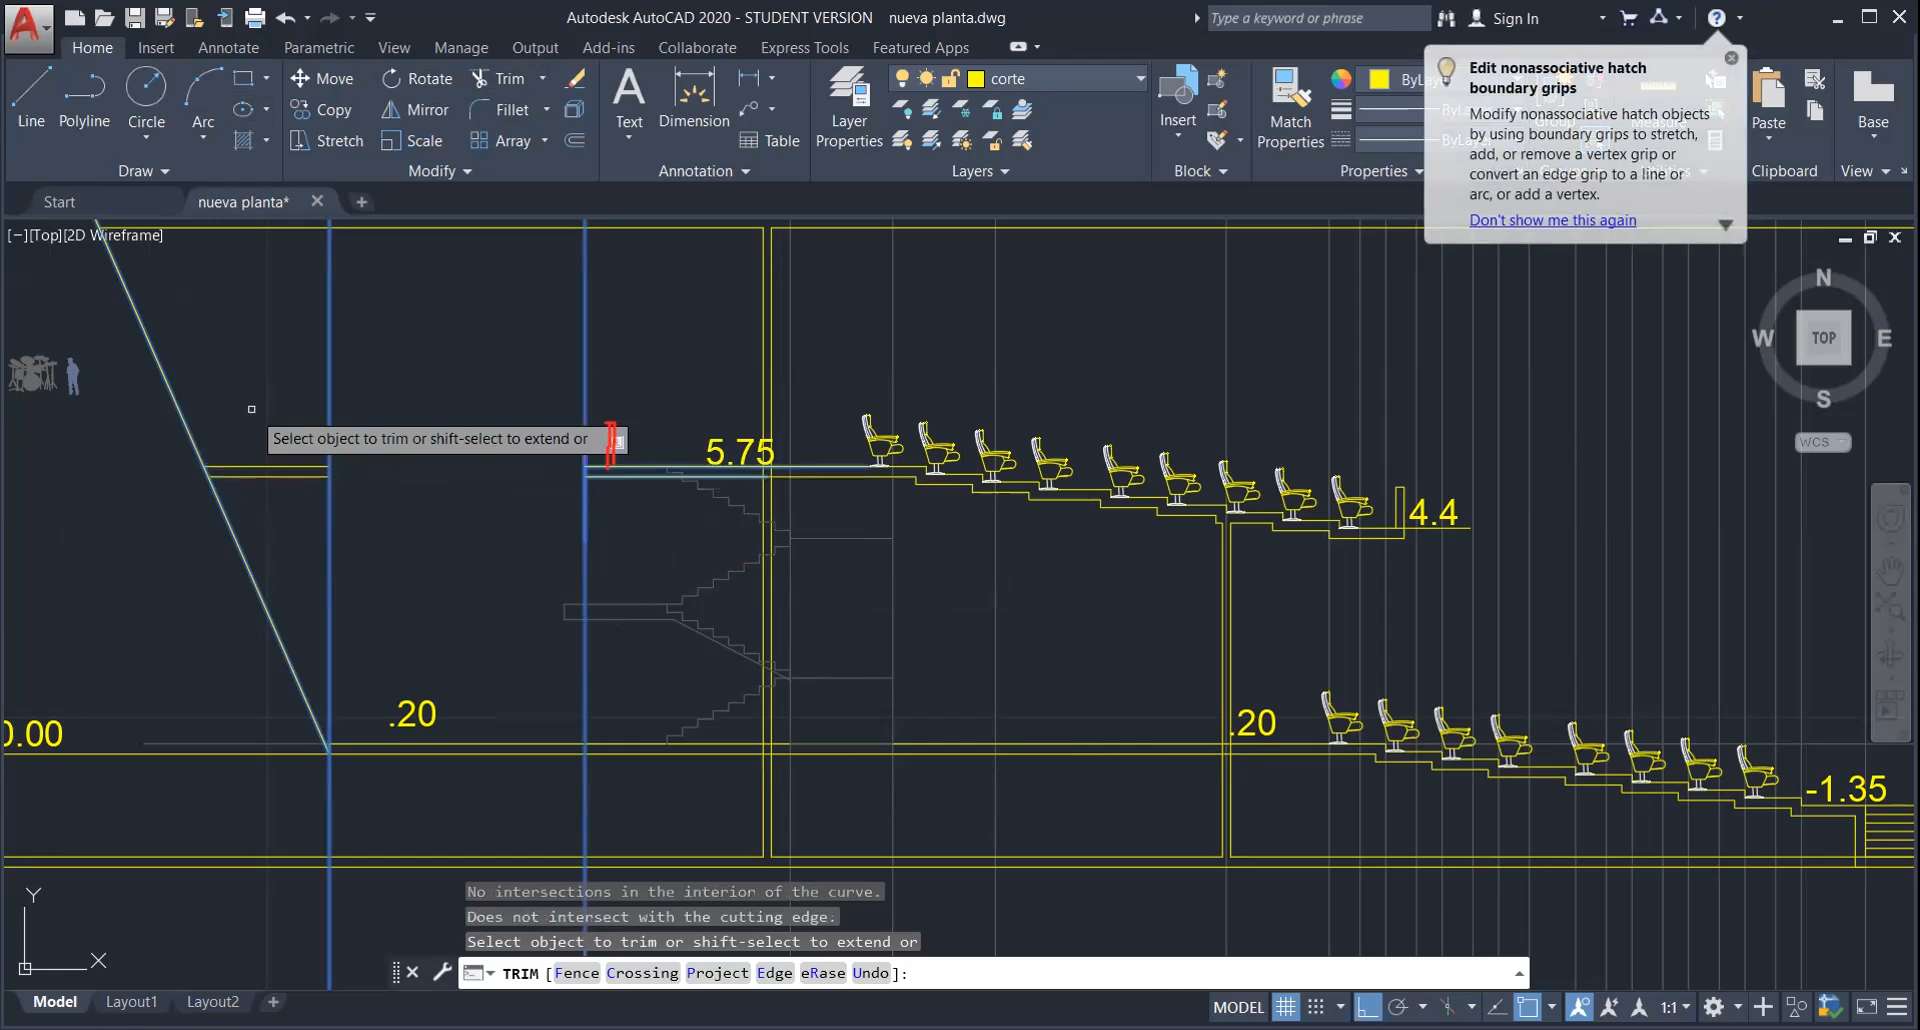 Autodesk AutoCAD 2020 - STUDENT VERSION nueva planta.dwg
Type a keyword or phrase
Sign In
Home Insert Annotate Parametric View Manage Output Add-ins Collaborate Express Tools Featured Apps
Line Polyline Circle Arc
Move Rotate Trim
Copy Mirror Fillet
Stretch Scale Array
Text Dimension Table
Layer Properties
corte
Insert
Match Properties
Paste
Base
Draw Modify Annotation Layers Block Properties Clipboard View
Edit nonassociative hatch
boundary grips
Modify nonassociative hatch objects
by using boundary grips to stretch,
add, or remove a vertex grip or
convert an edge grip to a line or
arc, or add a vertex.
Don't show me this again
Start
nueva planta*
[−][Top][2D Wireframe]
N
W TOP E
S
WCS
Select object to trim or shift-select to extend or
5.75
4.4
.20
.20
0.00
-1.35
Y
X
No intersections in the interior of the curve.
Does not intersect with the cutting edge.
Select object to trim or shift-select to extend or
TRIM [Fence Crossing Project Edge eRase Undo]:
Model Layout1 Layout2
MODEL
1:1